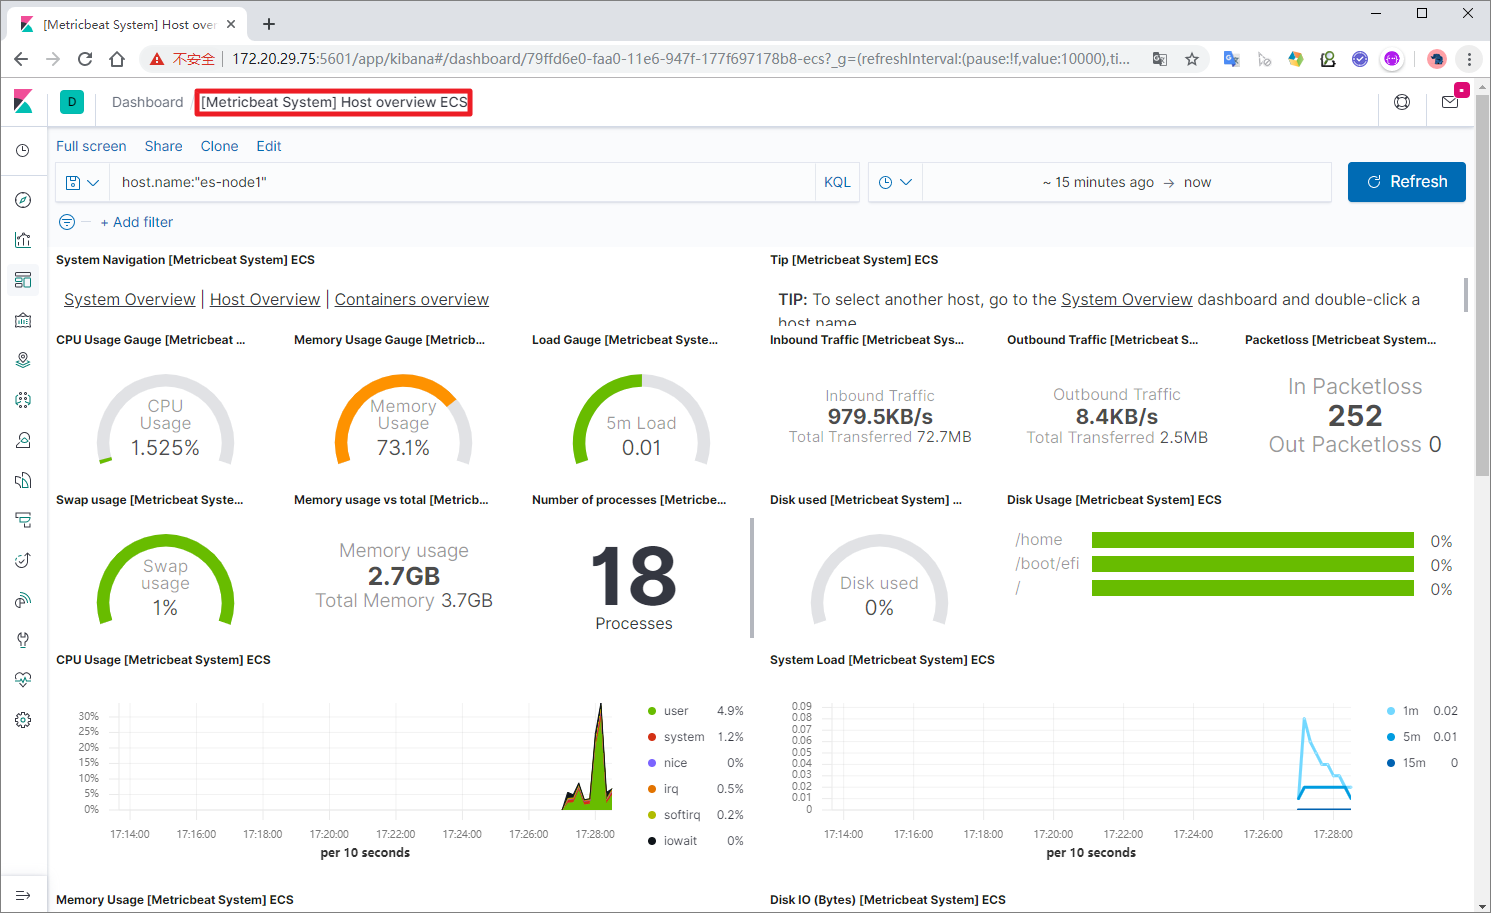 [Metricbeat System] Host over
不安全
172.20.29.75:5601/app/kibana#/dashboard/79ffd6e0-faa0-11e6-947f-177f697178b8-ecs?_g=(refreshInterval:(pause:!f,value:10000),ti...
D
Dashboard
[Metricbeat System] Host overview ECS
Full screen Share Clone Edit
host.name:"es-node1"
KQL
~ 15 minutes ago → now
Refresh
+ Add filter
System Navigation [Metricbeat System] ECS
System Overview | Host Overview | Containers overview
Tip [Metricbeat System] ECS
TIP: To select another host, go to the System Overview dashboard and double-click a
host name
CPU Usage Gauge [Metricbeat ...
CPU
Usage
1.525%
Memory Usage Gauge [Metricb...
Memory
Usage
73.1%
Load Gauge [Metricbeat Syste...
5m Load
0.01
Inbound Traffic [Metricbeat Sys...
Inbound Traffic
979.5KB/s
Total Transferred 72.7MB
Outbound Traffic [Metricbeat S...
Outbound Traffic
8.4KB/s
Total Transferred 2.5MB
Packetloss [Metricbeat System...
In Packetloss
252
Out Packetloss 0
Swap usage [Metricbeat Syste...
Swap
usage
1%
Memory usage vs total [Metricb...
Memory usage
2.7GB
Total Memory 3.7GB
Number of processes [Metricbe...
18
Processes
Disk used [Metricbeat System] ...
Disk used
0%
Disk Usage [Metricbeat System] ECS
/home 0%
/boot/efi 0%
/ 0%
CPU Usage [Metricbeat System] ECS
30%
25%
20%
15%
10%
5%
0%
17:14:00 17:16:00 17:18:00 17:20:00 17:22:00 17:24:00 17:26:00 17:28:00
per 10 seconds
user 4.9%
system 1.2%
nice 0%
irq 0.5%
softirq 0.2%
iowait 0%
System Load [Metricbeat System] ECS
0.09
0.08
0.07
0.06
0.05
0.04
0.03
0.02
0.01
0
17:14:00 17:16:00 17:18:00 17:20:00 17:22:00 17:24:00 17:26:00 17:28:00
per 10 seconds
1m 0.02
5m 0.01
15m 0
Memory Usage [Metricbeat System] ECS
Disk IO (Bytes) [Metricbeat System] ECS